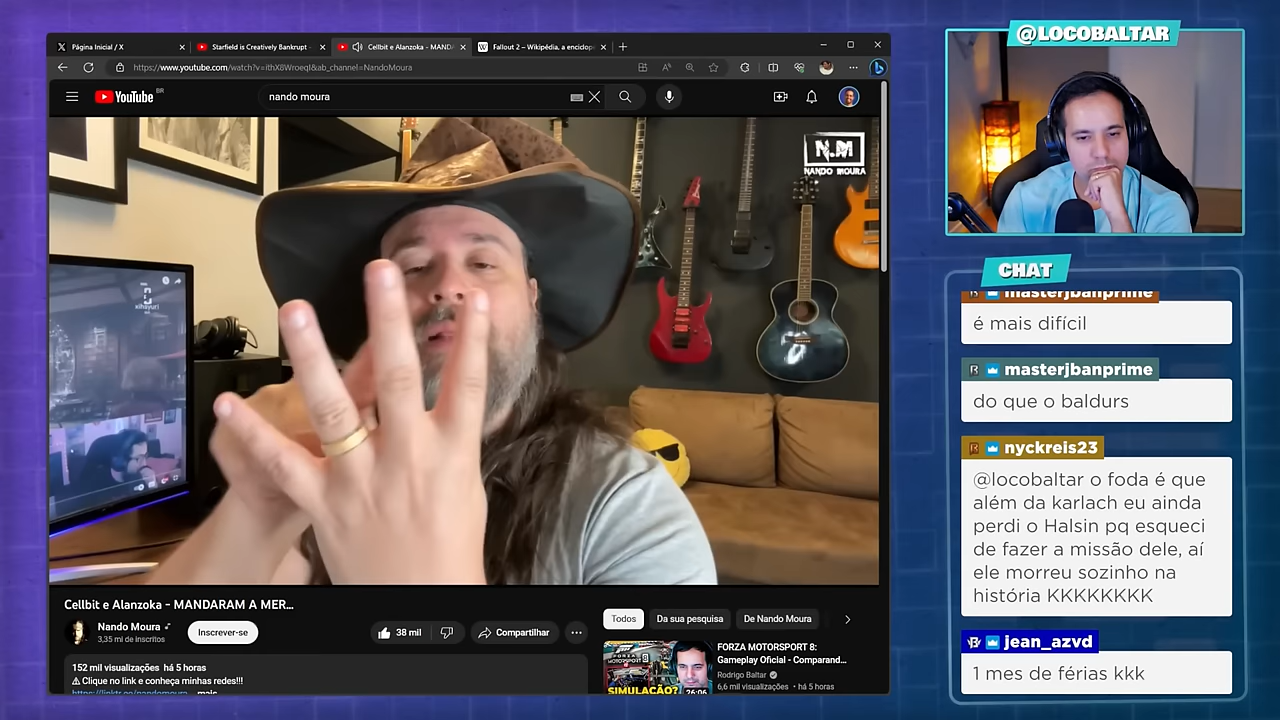 Página Inicial / X
Starfield is Creatively Bankrupt -
Cellbit e Alanzoka - MAND
Fallout 2 – Wikipédia, a enciclop
https://www.youtube.com/watch?v=ithX8Wroeql&ab_channel=NandoMoura
YouTube BR
nando moura
N.M
NANDO MOURA
Cellbit e Alanzoka - MANDARAM A MER...
Nando Moura
3,35 mi de inscritos
Inscrever-se
38 mil
Compartilhar
152 mil visualizações há 5 horas
⚠ Clique no link e conheça minhas redes!!!
https://linktr.ee/nandomoura ...mais
Todos
Da sua pesquisa
De Nando Moura
FORZA MOTORSPORT 8:
Gameplay Oficial - Comparand...
Rodrigo Baltar
6,6 mil visualizações • há 5 horas
SIMULAÇÃO?
26:06
@LOCOBALTAR
CHAT
masterjbanprime
é mais difícil
masterjbanprime
do que o baldurs
nyckreis23
@locobaltar o foda é que
além da karlach eu ainda
perdi o Halsin pq esqueci
de fazer a missão dele, aí
ele morreu sozinho na
história KKKKKKKK
jean_azvd
1 mes de férias kkk